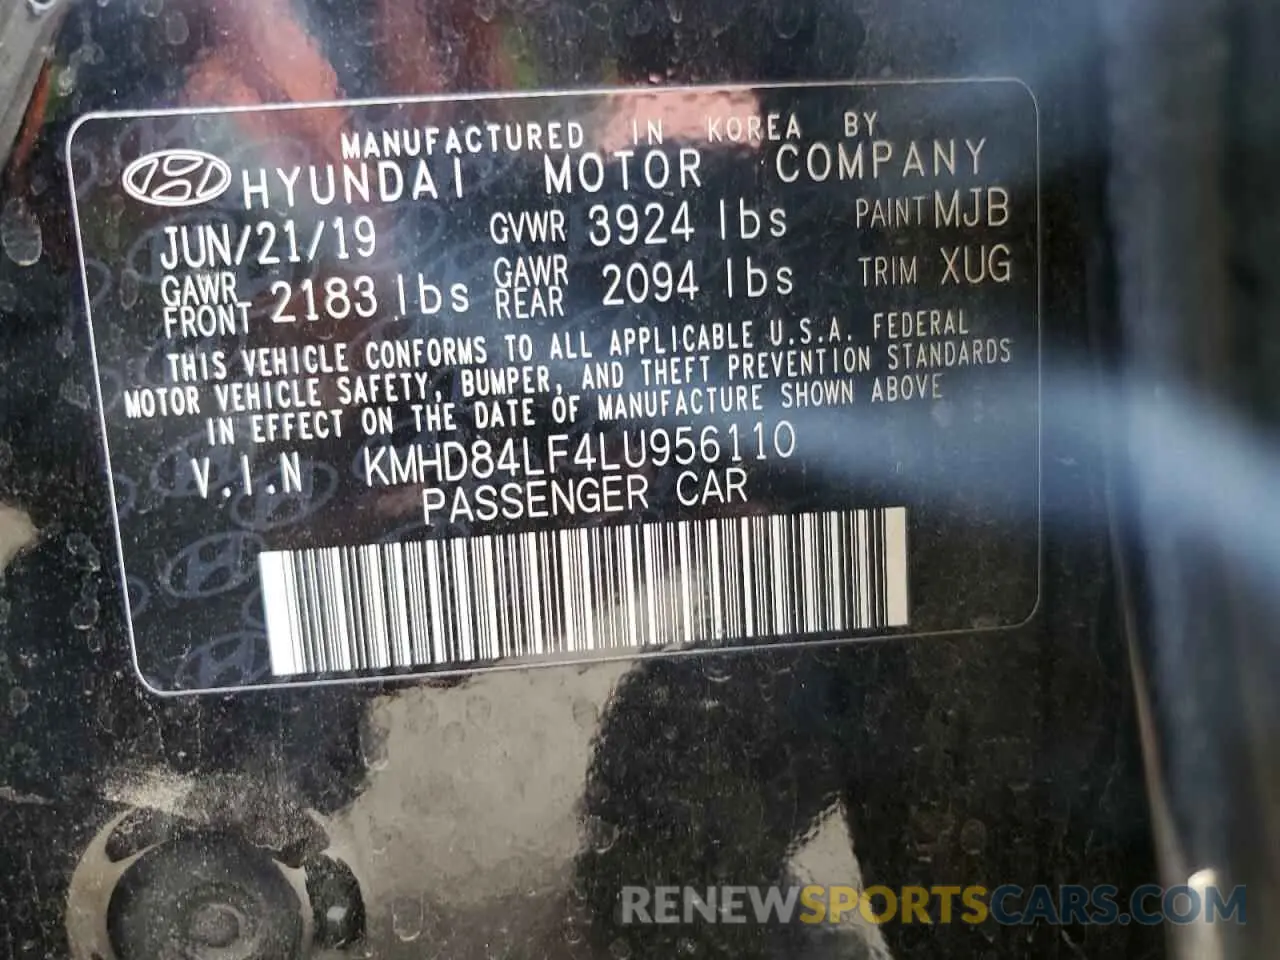 MANUFACTURED IN KOREA BY
HYUNDAI MOTOR COMPANY
JUN/21/19 GVWR 3924 lbs PAINT MJB
GAWR FRONT 2183 lbs GAWR REAR 2094 lbs TRIM XUG
THIS VEHICLE CONFORMS TO ALL APPLICABLE U.S.A. FEDERAL
MOTOR VEHICLE SAFETY, BUMPER, AND THEFT PREVENTION STANDARDS
IN EFFECT ON THE DATE OF MANUFACTURE SHOWN ABOVE
V.I.N KMHD84LF4LU956110
PASSENGER CAR
RENEWSPORTSCARS.COM